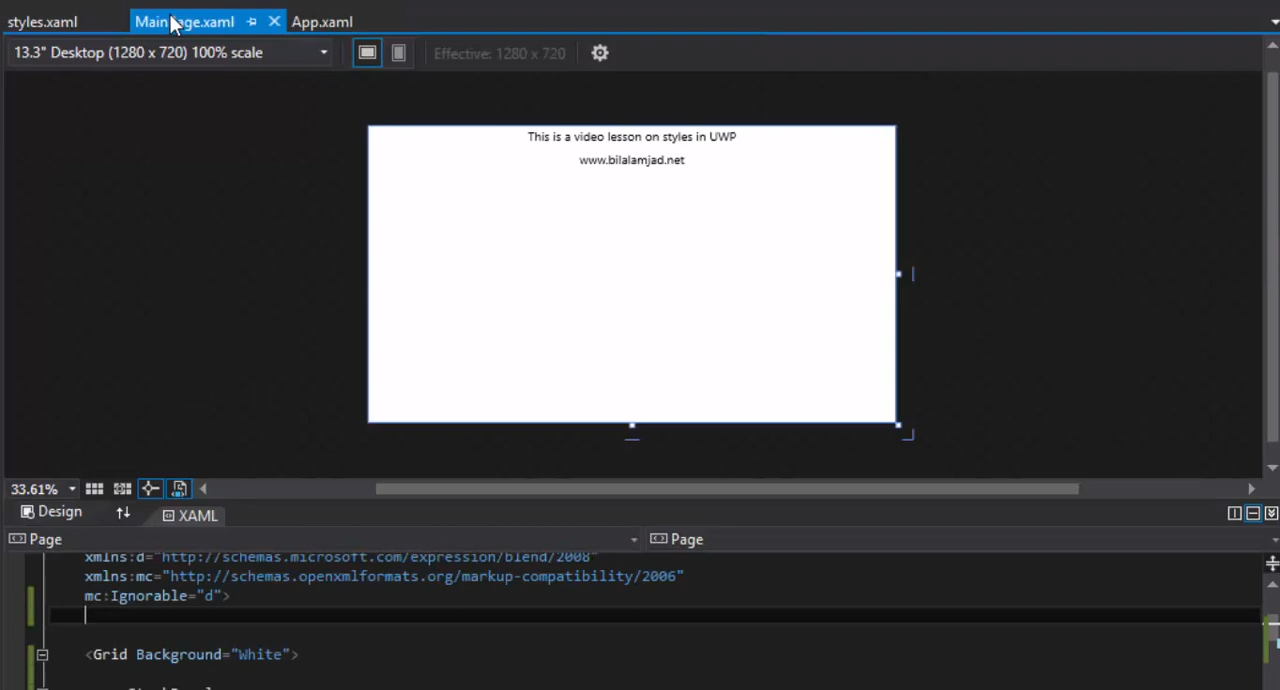 styles.xaml
Main age.xaml
App.xaml
13.3" Desktop (1280 x 720) 100% scale
Effective: 1280 x 720
This is a video lesson on styles in UWP
www.bilalamjad.net
33.61%
Design
XAML
Page
Page
xmlns:d="http://schemas.microsoft.com/expression/blend/2008"
xmlns:mc="http://schemas.openxmlformats.org/markup-compatibility/2006"
mc:Ignorable="d">
<Grid Background="White">